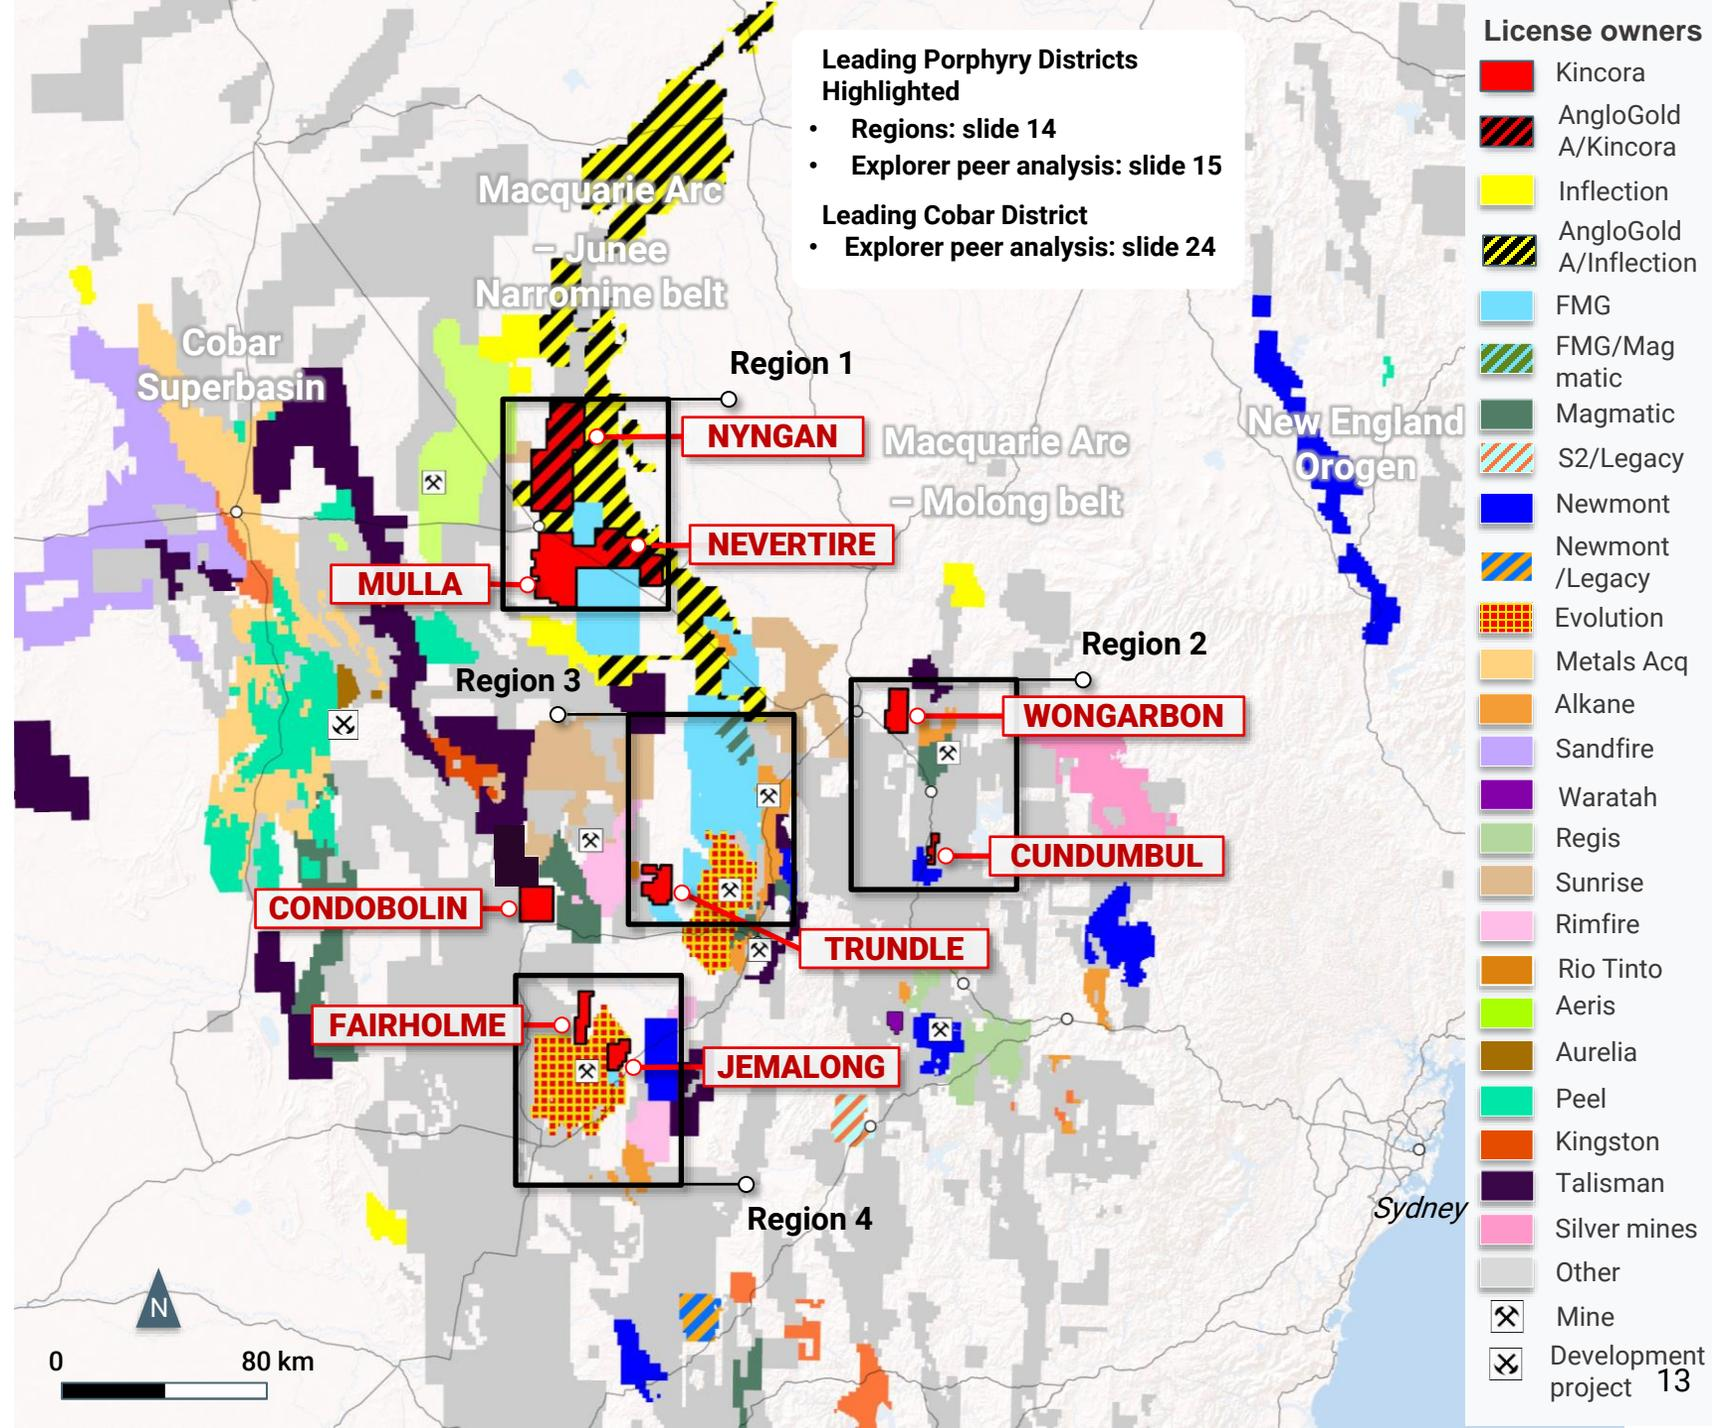 Leading Porphyry Districts
Highlighted
• Regions: slide 14
• Explorer peer analysis: slide 15
Leading Cobar District
• Explorer peer analysis: slide 24
Macquarie Arc
– Junee
Narromine belt
Cobar
Superbasin
Region 1
NYNGAN
Macquarie Arc
– Molong belt
New England
Orogen
NEVERTIRE
MULLA
Region 2
Region 3
WONGARBON
CUNDUMBUL
CONDOBOLIN
TRUNDLE
FAIRHOLME
JEMALONG
Region 4
Sydney
N
0 80 km
License owners
Kincora
AngloGold
A/Kincora
Inflection
AngloGold
A/Inflection
FMG
FMG/Mag
matic
Magmatic
S2/Legacy
Newmont
Newmont
/Legacy
Evolution
Metals Acq
Alkane
Sandfire
Waratah
Regis
Sunrise
Rimfire
Rio Tinto
Aeris
Aurelia
Peel
Kingston
Talisman
Silver mines
Other
Mine
Development
project
13